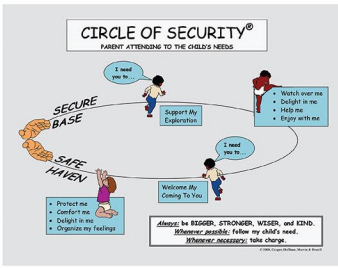 CIRCLE OF SECURITY®
PARENT ATTENDING TO THE CHILD'S NEEDS
I need
you to...
• Watch over me
• Delight in me
• Help me
• Enjoy with me
SECURE
BASE
Support My
Exploration
SAFE
HAVEN
I need
you to...
Welcome My
Coming To You
• Protect me
• Comfort me
• Delight in me
• Organize my feelings
Always: be BIGGER, STRONGER, WISER, and KIND.
Whenever possible: follow my child's need.
Whenever necessary: take charge.